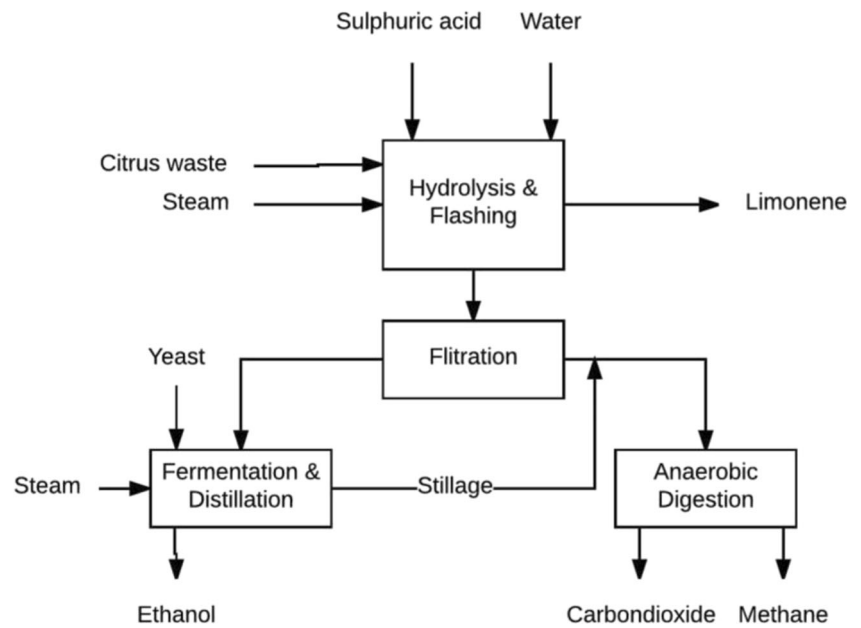 Sulphuric acid
Water
Citrus waste
Steam
Hydrolysis &
Flashing
Limonene
Yeast
Flitration
Steam
Fermentation &
Distillation
Stillage
Anaerobic
Digestion
Ethanol
Carbondioxide
Methane